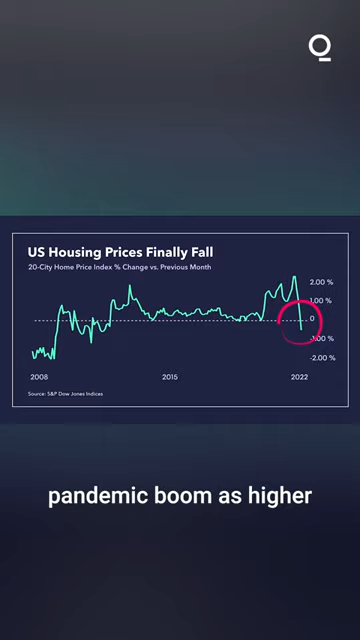 US Housing Prices Finally Fall
20-City Home Price Index % Change vs. Previous Month
2.00 %
1.00 %
0
-1.00 %
-2.00 %
2008
2015
2022
Source: S&P Dow Jones Indices
pandemic boom as higher